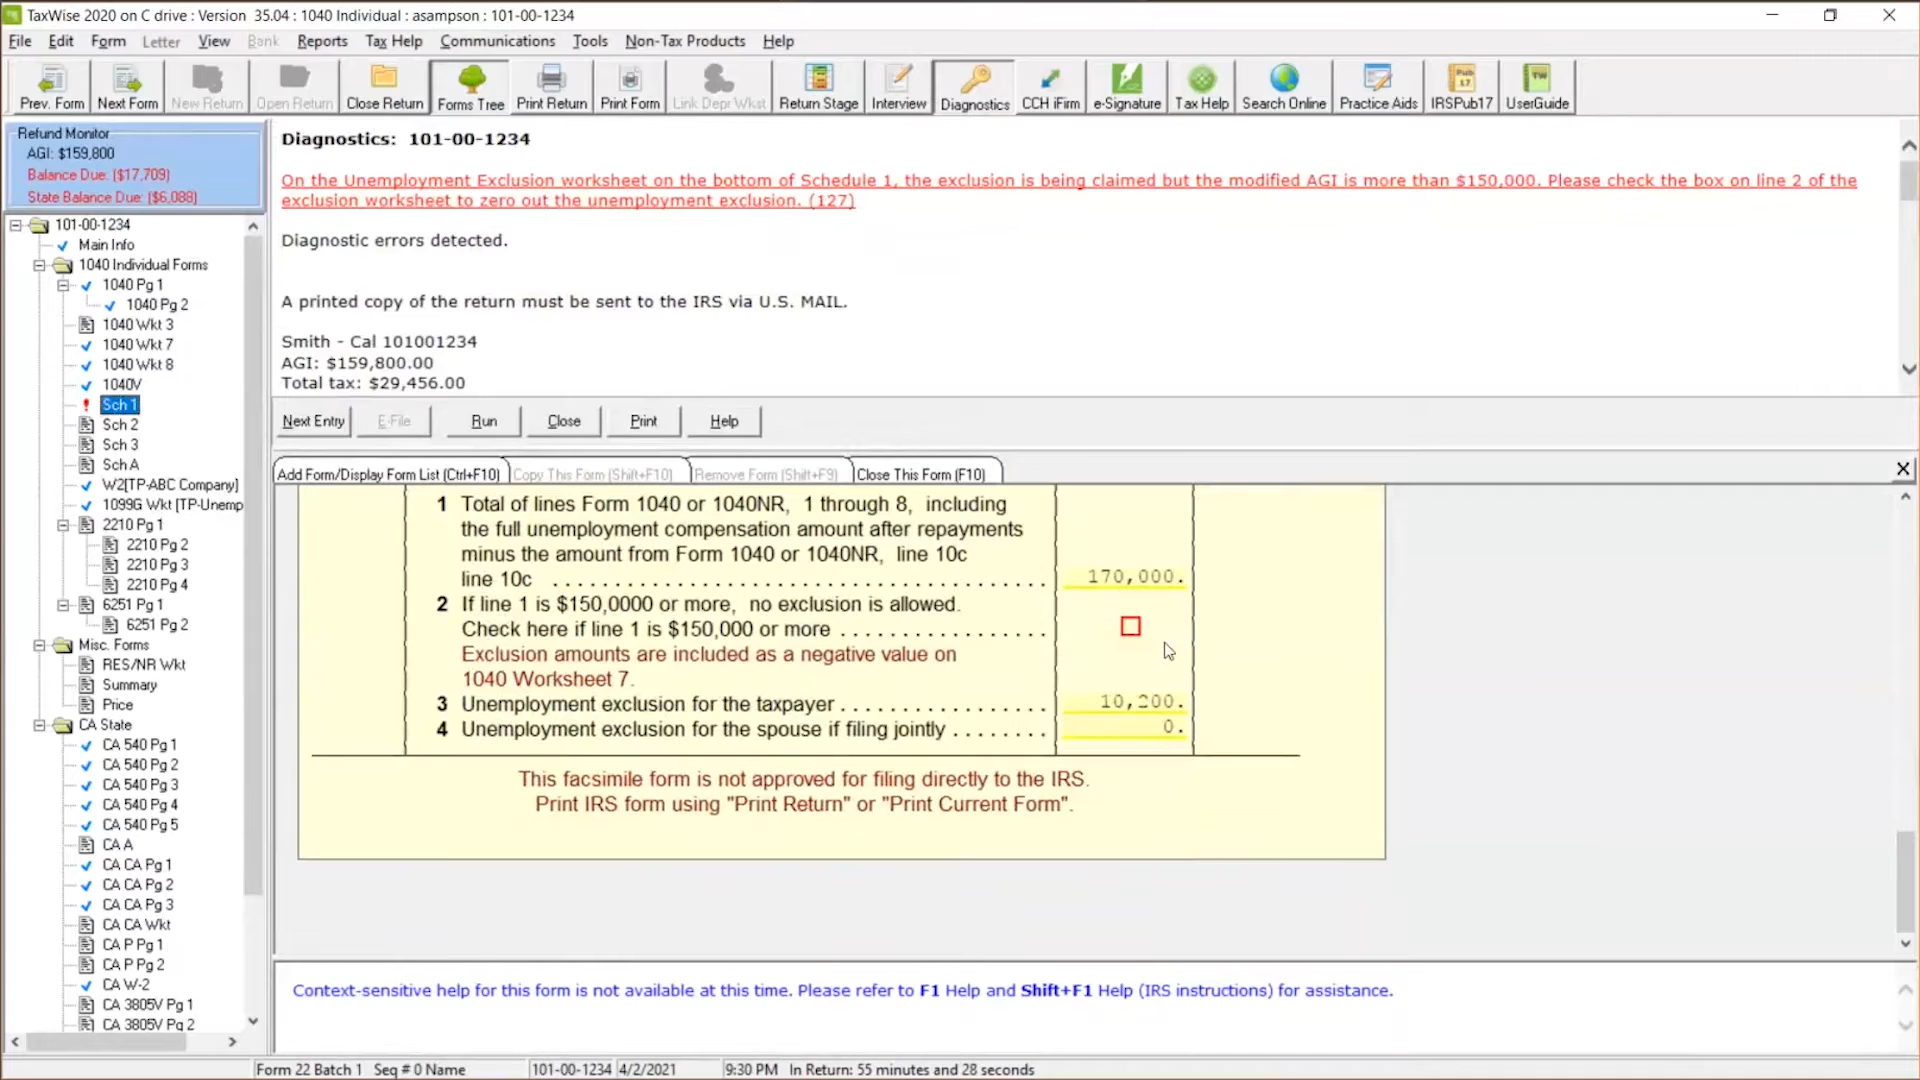 TaxWise 2020 on C drive : Version 35.04 : 1040 Individual : asampson : 101-00-1234
File Edit Form Letter View Bank Reports Tax Help Communications Tools Non-Tax Products Help
Prev. Form Next Form New Return Open Return Close Return Forms Tree Print Return Print Form Link Depr Wkst Return Stage Interview Diagnostics CCH iFirm e-Signature Tax Help Search Online Practice Aids IRSPub17 UserGuide
Refund Monitor
AGI: $159,800
Balance Due: ($17,709)
State Balance Due: ($6,088)
101-00-1234
Main Info
1040 Individual Forms
1040 Pg 1
1040 Pg 2
1040 Wkt 3
1040 Wkt 7
1040 Wkt 8
1040V
Sch 1
Sch 2
Sch 3
Sch A
W2[TP-ABC Company]
1099G Wkt [TP-Unemp
2210 Pg 1
2210 Pg 2
2210 Pg 3
2210 Pg 4
6251 Pg 1
6251 Pg 2
Misc. Forms
RES/NR Wkt
Summary
Price
CA State
CA 540 Pg 1
CA 540 Pg 2
CA 540 Pg 3
CA 540 Pg 4
CA 540 Pg 5
CA A
CA CA Pg 1
CA CA Pg 2
CA CA Pg 3
CA CA Wkt
CA P Pg 1
CA P Pg 2
CA W-2
CA 3805V Pg 1
CA 3805V Pg 2
Diagnostics: 101-00-1234
On the Unemployment Exclusion worksheet on the bottom of Schedule 1, the exclusion is being claimed but the modified AGI is more than $150,000. Please check the box on line 2 of the
exclusion worksheet to zero out the unemployment exclusion. (127)
Diagnostic errors detected.
A printed copy of the return must be sent to the IRS via U.S. MAIL.
Smith - Cal 101001234
AGI: $159,800.00
Total tax: $29,456.00
Next Entry E-File Run Close Print Help
Add Form/Display Form List (Ctrl+F10) Copy This Form (Shift+F10) Remove Form (Shift+F9) Close This Form (F10)
1 Total of lines Form 1040 or 1040NR, 1 through 8, including
the full unemployment compensation amount after repayments
minus the amount from Form 1040 or 1040NR, line 10c
line 10c ........................................ 170,000.
2 If line 1 is $150,0000 or more, no exclusion is allowed.
Check here if line 1 is $150,000 or more .................
Exclusion amounts are included as a negative value on
1040 Worksheet 7.
3 Unemployment exclusion for the taxpayer ................. 10,200.
4 Unemployment exclusion for the spouse if filing jointly ........ 0.
This facsimile form is not approved for filing directly to the IRS.
Print IRS form using "Print Return" or "Print Current Form".
Context-sensitive help for this form is not available at this time. Please refer to F1 Help and Shift+F1 Help (IRS instructions) for assistance.
Form 22 Batch 1 Seq # 0 Name 101-00-1234 4/2/2021 9:30 PM In Return: 55 minutes and 28 seconds